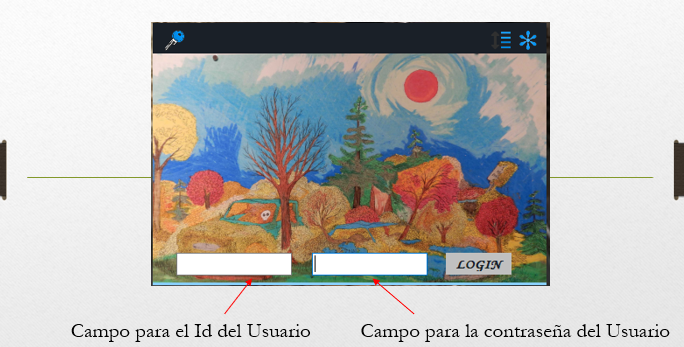 LOGIN
Campo para el Id del Usuario
Campo para la contraseña del Usuario